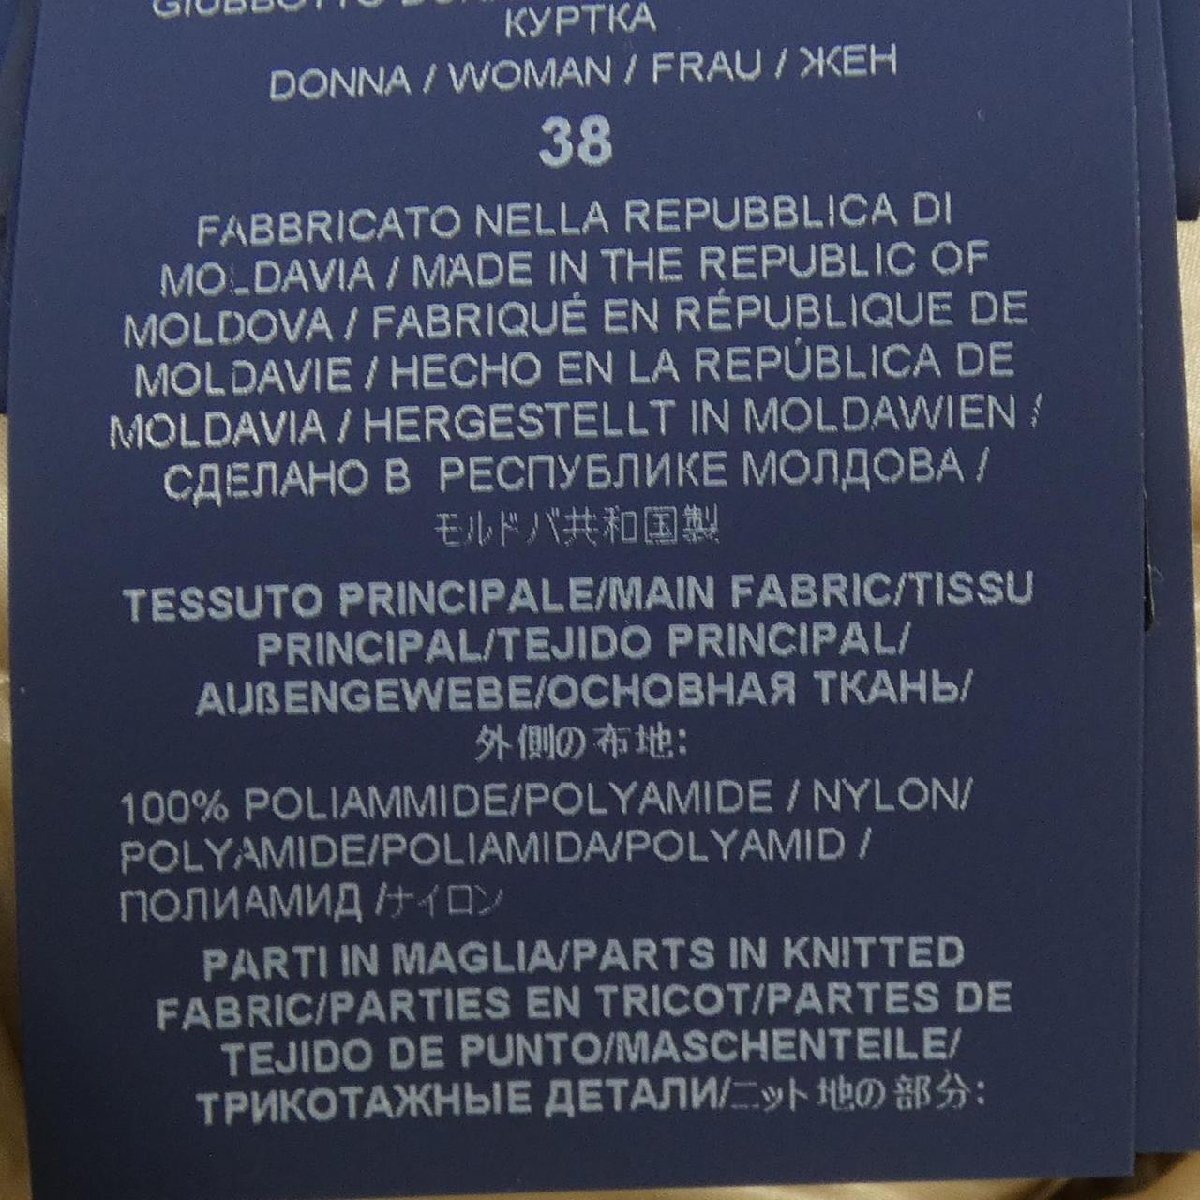 GIUBBOTTO
КУРТКА
DONNA / WOMAN / FRAU / ЖЕН
38
FABBRICATO NELLA REPUBBLICA DI
MOLDAVIA / MADE IN THE REPUBLIC OF
MOLDOVA / FABRIQUÉ EN RÉPUBLIQUE DE
MOLDAVIE / HECHO EN LA REPÚBLICA DE
MOLDAVIA / HERGESTELLT IN MOLDAWIEN /
СДЕЛАНО В РЕСПУБЛИКЕ МОЛДОВА /
モルドバ共和国製
TESSUTO PRINCIPALE/MAIN FABRIC/TISSU
PRINCIPAL/TEJIDO PRINCIPAL/
AUßENGEWEBE/ОСНОВНАЯ ТКАНЬ/
外側の布地:
100% POLIAMMIDE/POLYAMIDE / NYLON/
POLYAMIDE/POLIAMIDA/POLYAMID /
ПОЛИАМИД /ナイロン
PARTI IN MAGLIA/PARTS IN KNITTED
FABRIC/PARTIES EN TRICOT/PARTES DE
TEJIDO DE PUNTO/MASCHENTEILE/
ТРИКОТАЖНЫЕ ДЕТАЛИ/ニット地の部分: